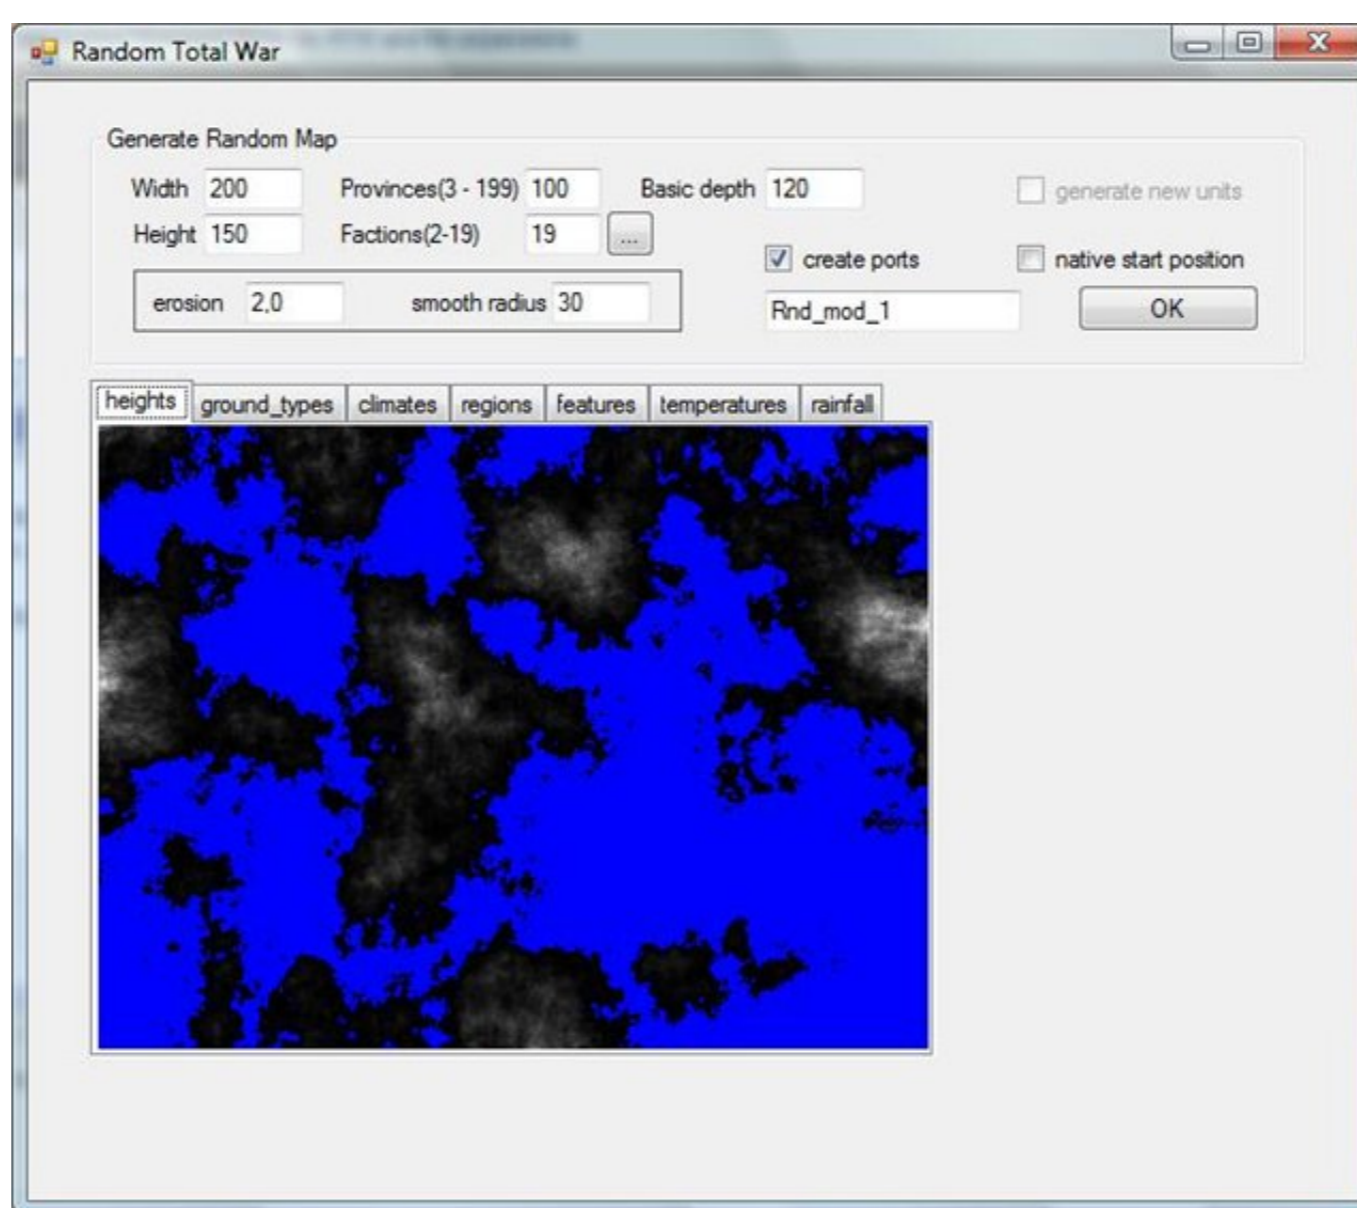 Random Total War
Generate Random Map
Width 200 Provinces(3 - 199) 100 Basic depth 120 generate new units
Height 150 Factions(2-19) 19 ...
create ports native start position
erosion 2,0 smooth radius 30
Rnd_mod_1 OK
heights ground_types climates regions features temperatures rainfall